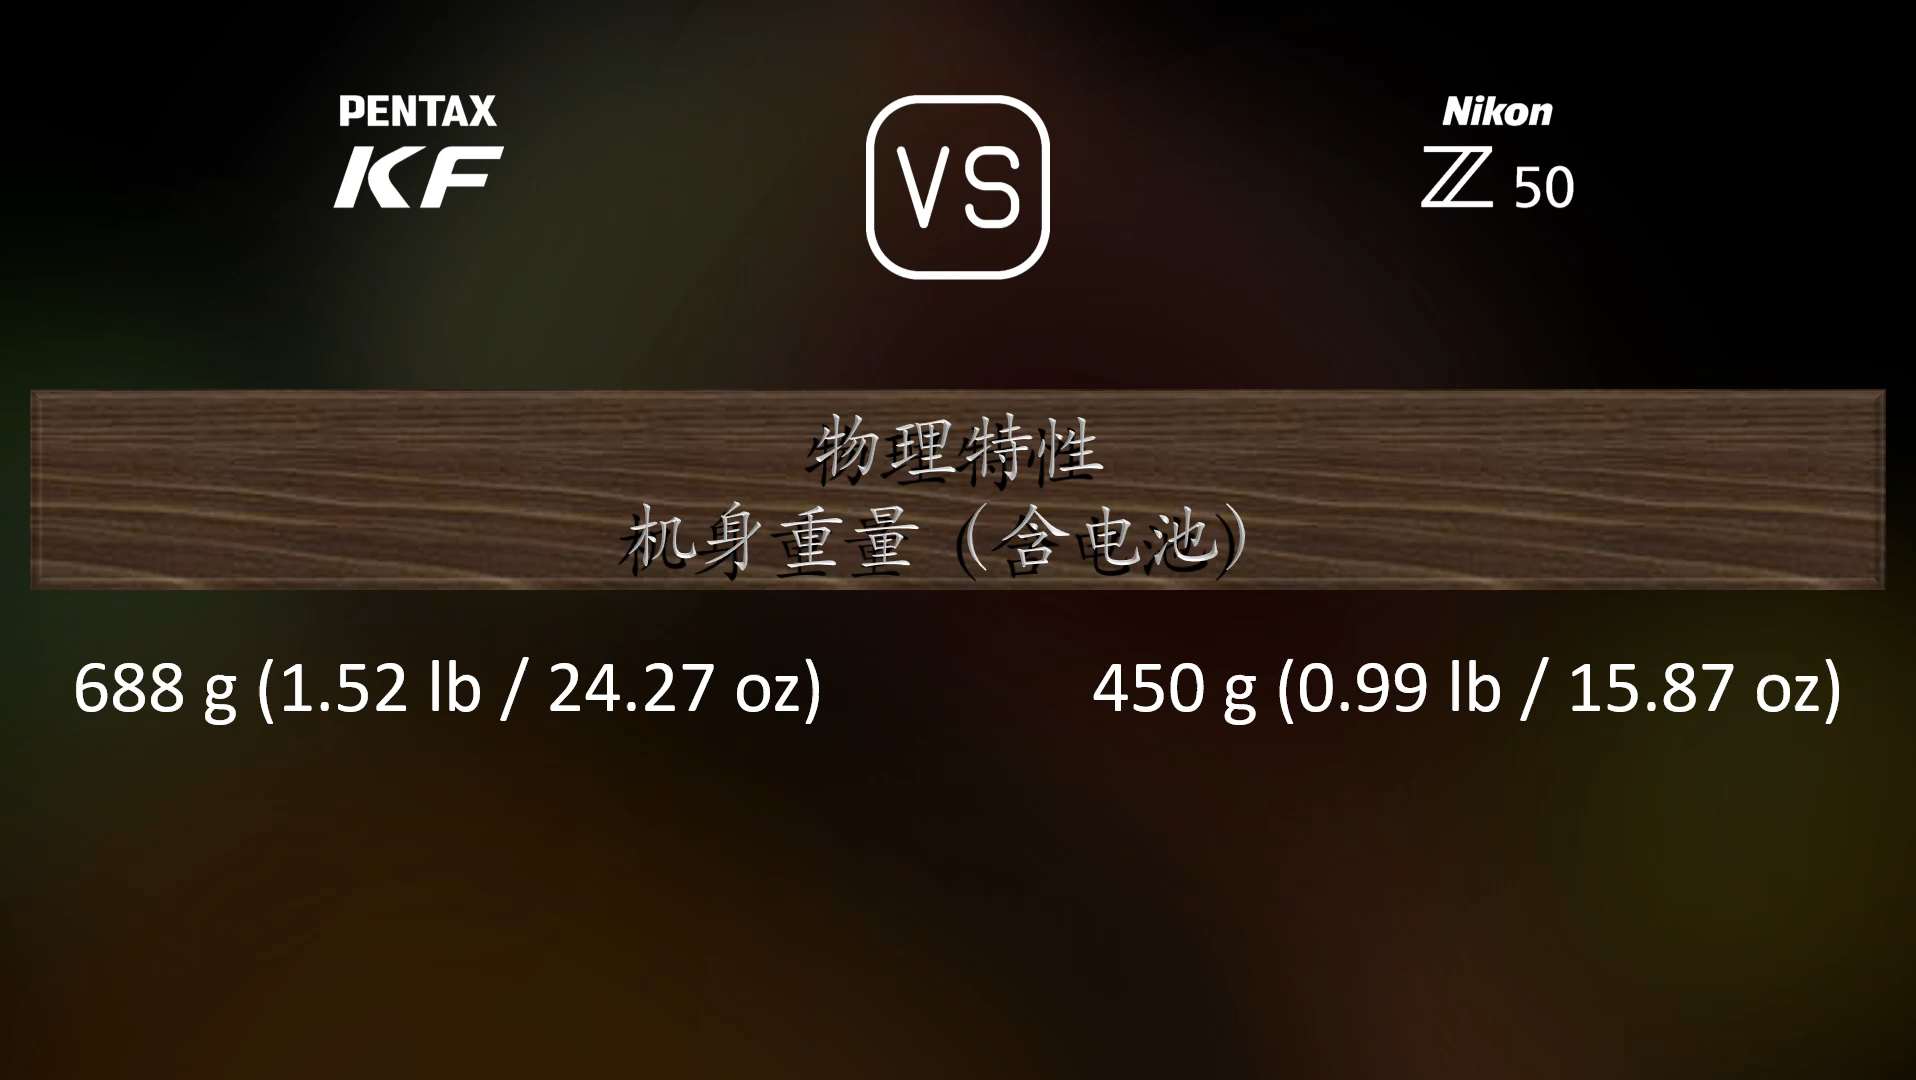 PENTAX
KF
VS
Nikon
Z 50
物理特性
机身重量（含电池）
688 g (1.52 lb / 24.27 oz)
450 g (0.99 lb / 15.87 oz)